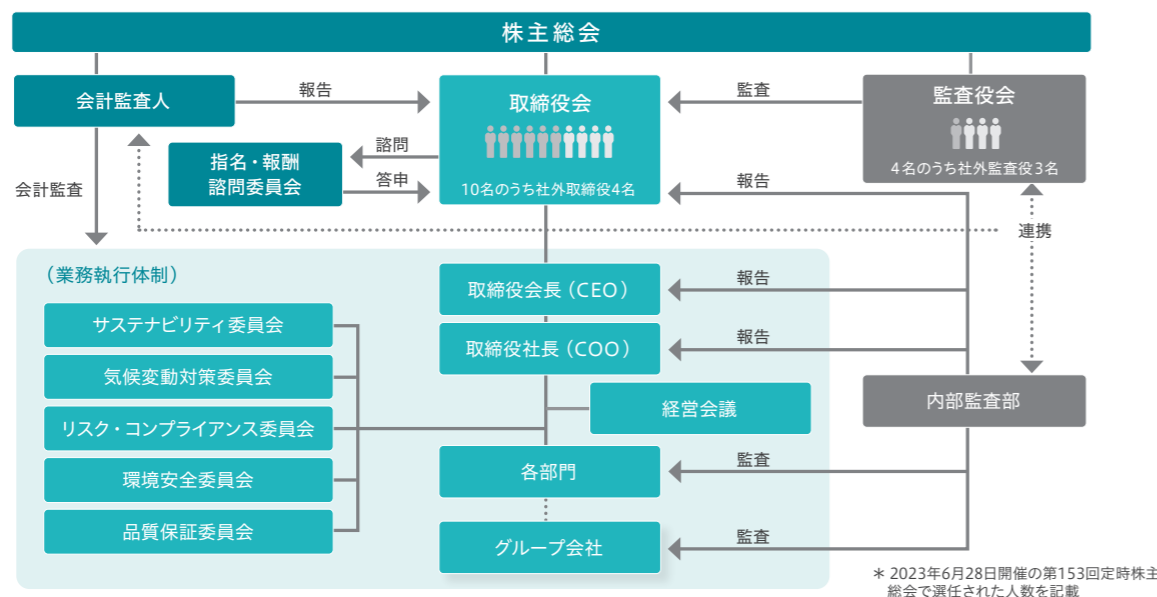 株主総会
会計監査人
報告
取締役会
10名のうち社外取締役4名
監査
監査役会
4名のうち社外監査役3名
指名・報酬
諮問委員会
諮問
答申
会計監査
報告
連携
（業務執行体制）
取締役会長（CEO）
報告
サステナビリティ委員会
取締役社長（COO）
報告
気候変動対策委員会
内部監査部
経営会議
リスク・コンプライアンス委員会
各部門
監査
環境安全委員会
品質保証委員会
グループ会社
監査
＊ 2023年6月28日開催の第153回定時株主
総会で選任された人数を記載